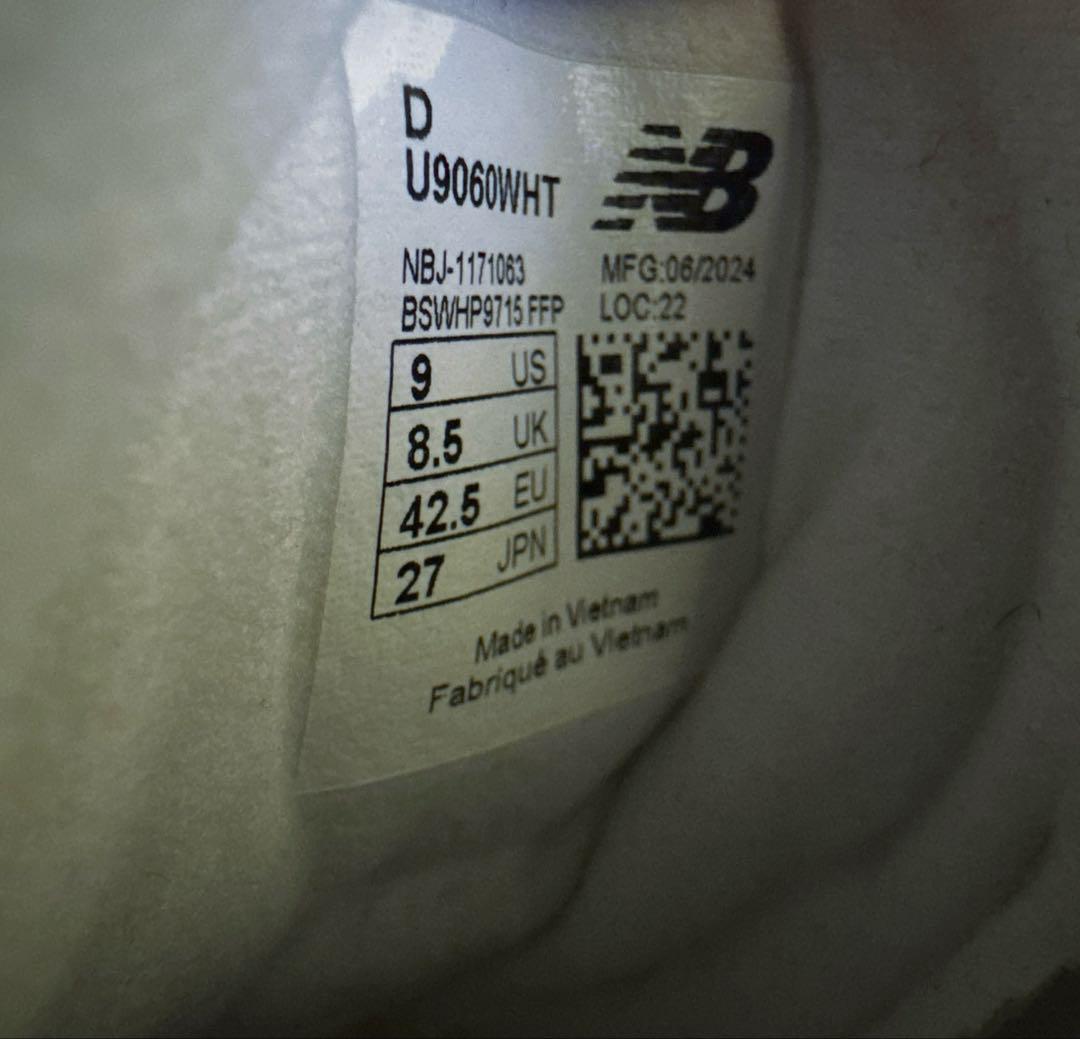 D
U9060WHT
NB
NBJ-1171063
MFG:06/2024
BSWHP9715 FFP
LOC:22
9 US
8.5 UK
42.5 EU
27 JPN
Made in Vietnam
Fabriqué au Vietnam